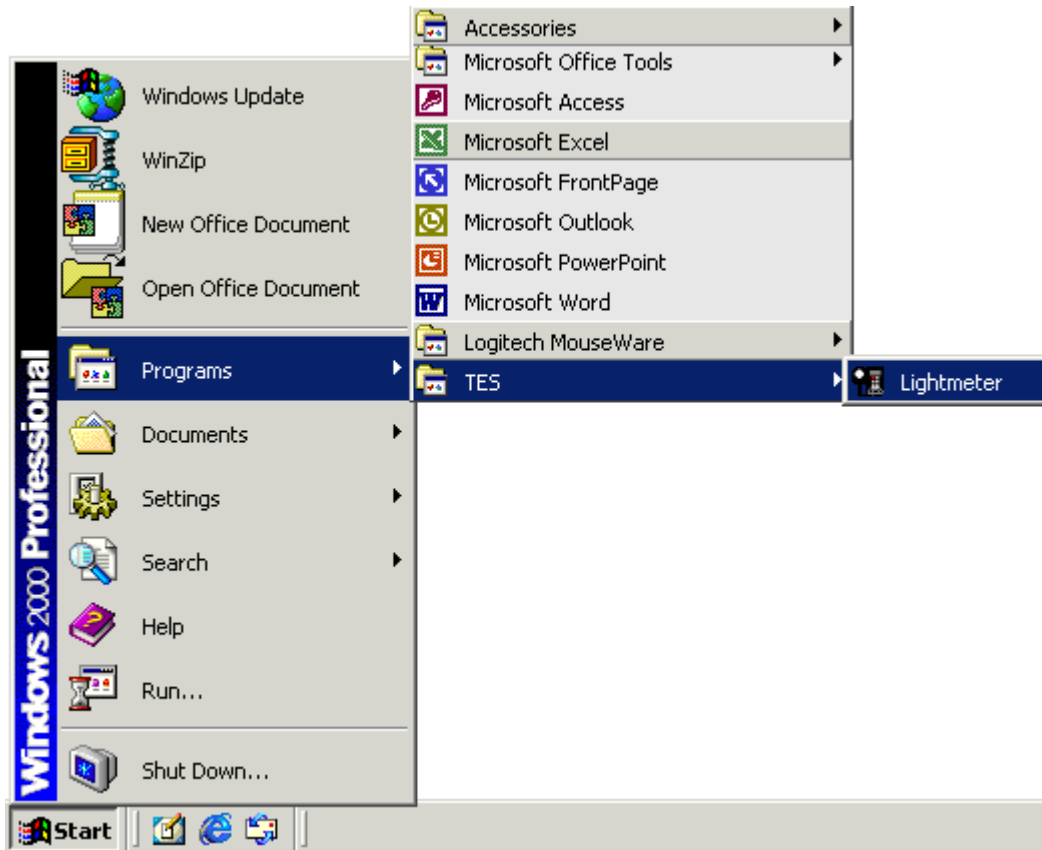 Windows Update
WinZip
New Office Document
Open Office Document
Programs
Documents
Settings
Search
Help
Run...
Shut Down...
Windows 2000 Professional
Start
Accessories
Microsoft Office Tools
Microsoft Access
Microsoft Excel
Microsoft FrontPage
Microsoft Outlook
Microsoft PowerPoint
Microsoft Word
Logitech MouseWare
TES
Lightmeter